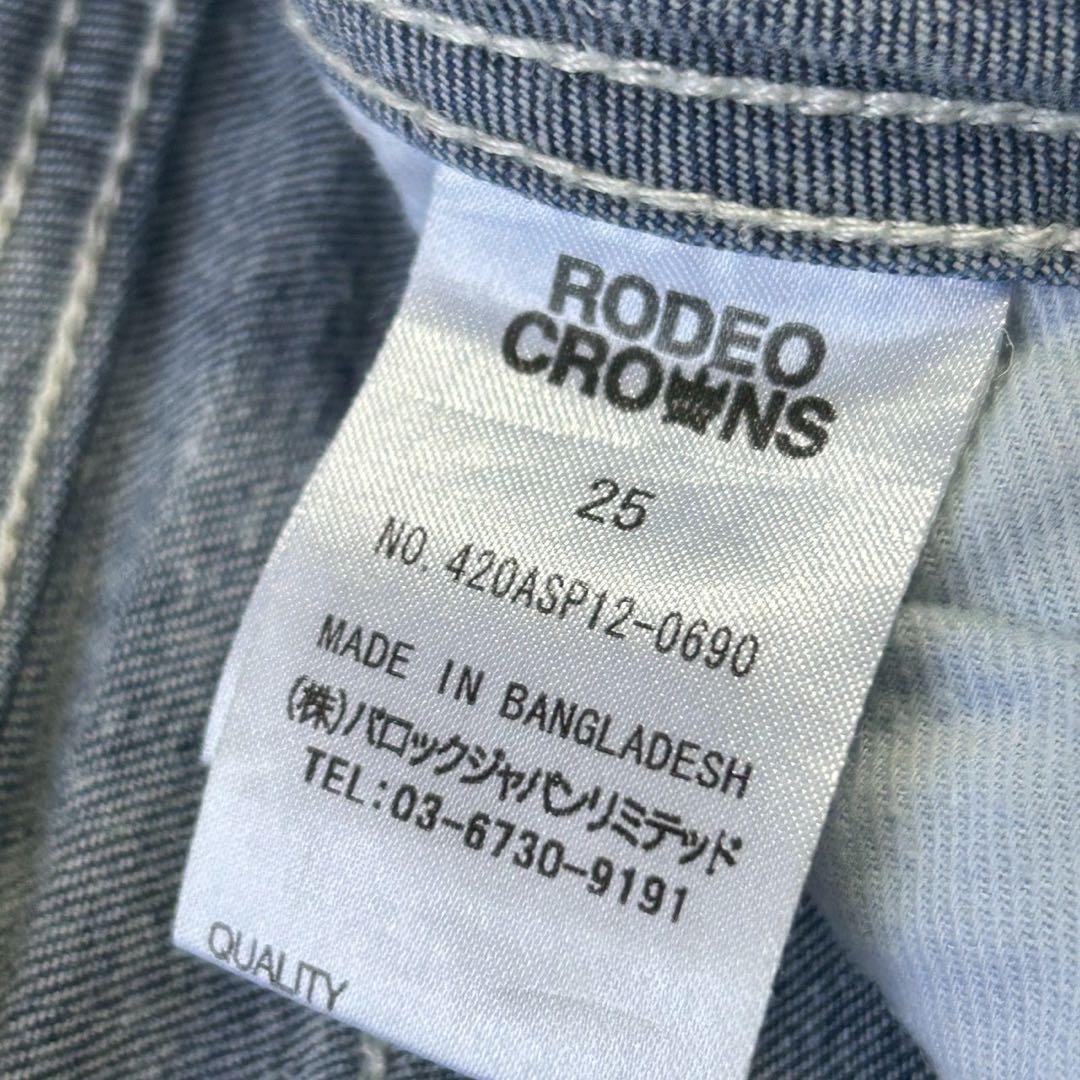 RODEO
CROWNS
25
NO.420ASP12-0690
MADE IN BANGLADESH
(株)バロックジャパンリミテッド
TEL:03-6730-9191
QUALITY